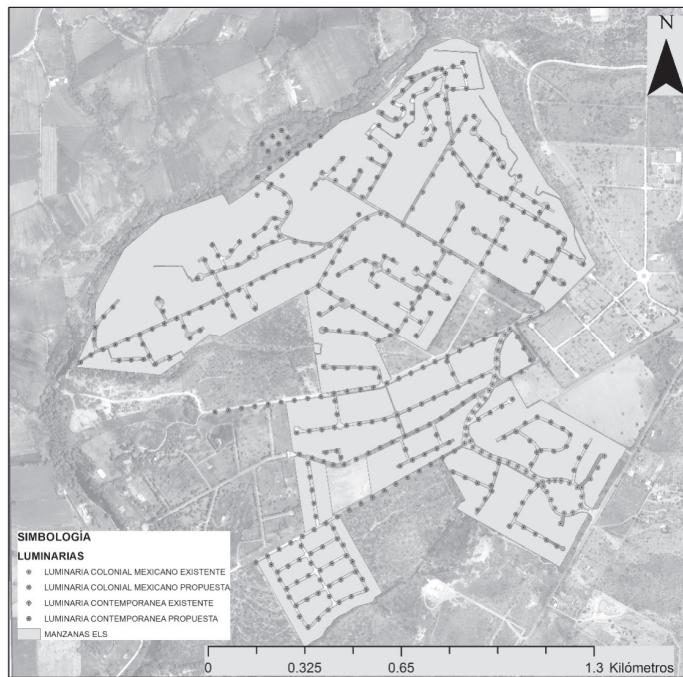 N
SIMBOLOGÍA
LUMINARIAS
LUMINARIA COLONIAL MEXICANO EXISTENTE
LUMINARIA COLONIAL MEXICANO PROPUESTA
LUMINARIA CONTEMPORANEA EXISTENTE
LUMINARIA CONTEMPORANEA PROPUESTA
MANZANAS ELS
0 0.325 0.65 1.3 Kilómetros